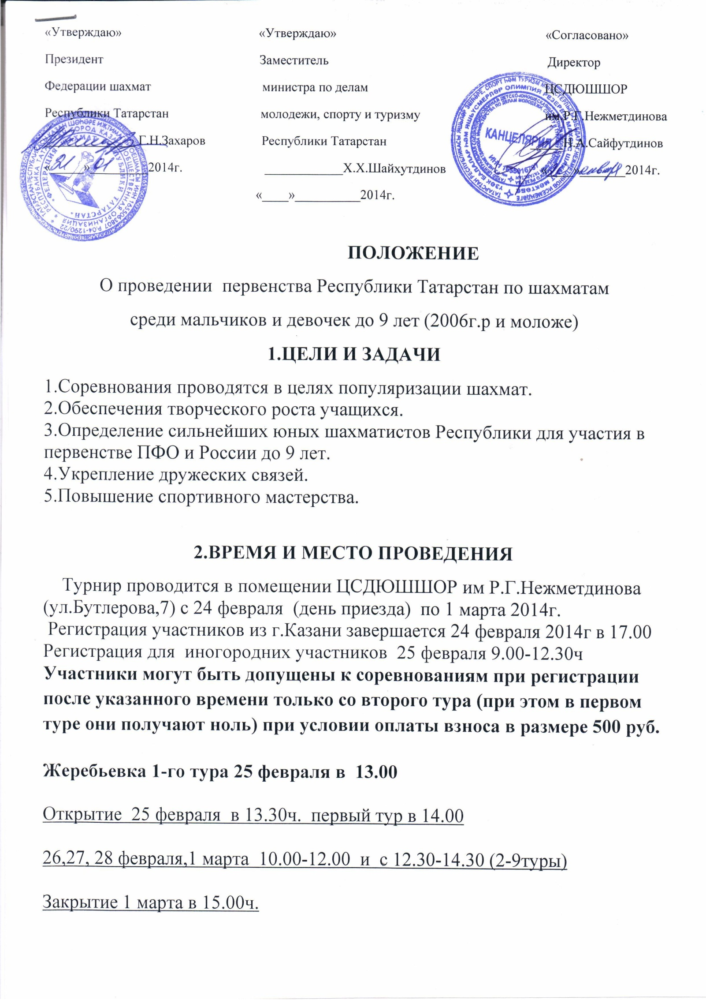 «Утверждаю» «Утверждаю» «Согласовано»
Президент Заместитель Директор
Федерации шахмат министра по делам ЦСДЮШШОР
Республики Татарстан молодежи, спорту и туризму им.Р.Г.Нежметдинова
Г.Н.Захаров Республики Татарстан Н.А.Сайфутдинов
«31» 01 2014г. ____________Х.Х.Шайхутдинов января 2014г.
«____»__________2014г.
КАНЦЕЛЯРИЯ
ПОЛОЖЕНИЕ
О проведении первенства Республики Татарстан по шахматам
среди мальчиков и девочек до 9 лет (2006г.р и моложе)
1.ЦЕЛИ И ЗАДАЧИ
1.Соревнования проводятся в целях популяризации шахмат.
2.Обеспечения творческого роста учащихся.
3.Определение сильнейших юных шахматистов Республики для участия в
первенстве ПФО и России до 9 лет.
4.Укрепление дружеских связей.
5.Повышение спортивного мастерства.
2.ВРЕМЯ И МЕСТО ПРОВЕДЕНИЯ
Турнир проводится в помещении ЦСДЮШШОР им Р.Г.Нежметдинова
(ул.Бутлерова,7) с 24 февраля (день приезда) по 1 марта 2014г.
Регистрация участников из г.Казани завершается 24 февраля 2014г в 17.00
Регистрация для иногородних участников 25 февраля 9.00-12.30ч
Участники могут быть допущены к соревнованиям при регистрации
после указанного времени только со второго тура (при этом в первом
туре они получают ноль) при условии оплаты взноса в размере 500 руб.
Жеребьевка 1-го тура 25 февраля в 13.00
Открытие 25 февраля в 13.30ч. первый тур в 14.00
26,27, 28 февраля,1 марта 10.00-12.00 и с 12.30-14.30 (2-9туры)
Закрытие 1 марта в 15.00ч.